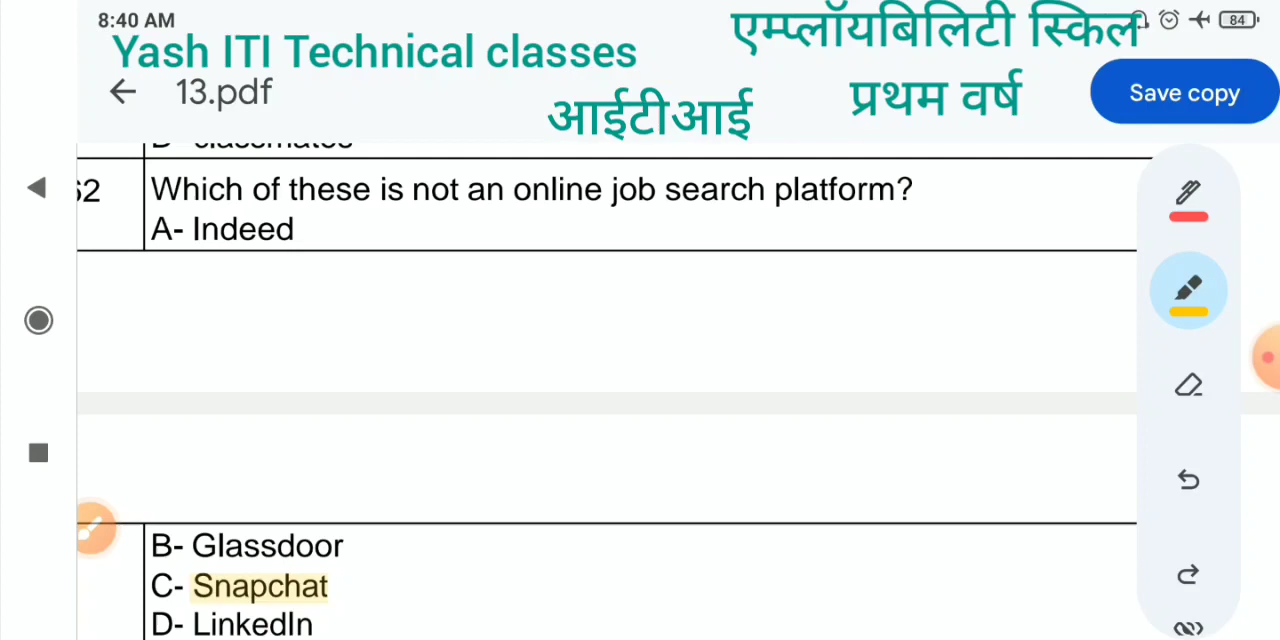 8:40 AM
84
Yash ITI Technical classes
एम्प्लॉयबिलिटी स्किल
13.pdf
आईटीआई
प्रथम वर्ष
Save copy
Which of these is not an online job search platform?
A- Indeed
B- Glassdoor
C- Snapchat
D- LinkedIn